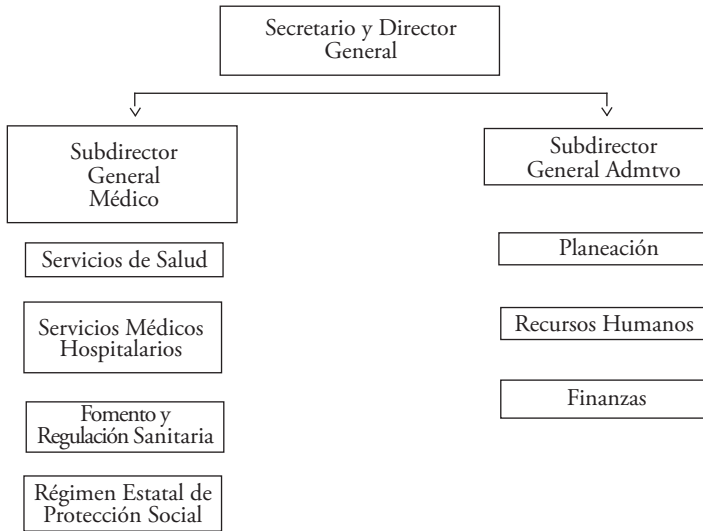 Secretario y Director
General
Subdirector
General
Médico
Servicios de Salud
Servicios Médicos
Hospitalarios
Fomento y
Regulación Sanitaria
Régimen Estatal de
Protección Social
Subdirector
General Admtvo
Planeación
Recursos Humanos
Finanzas